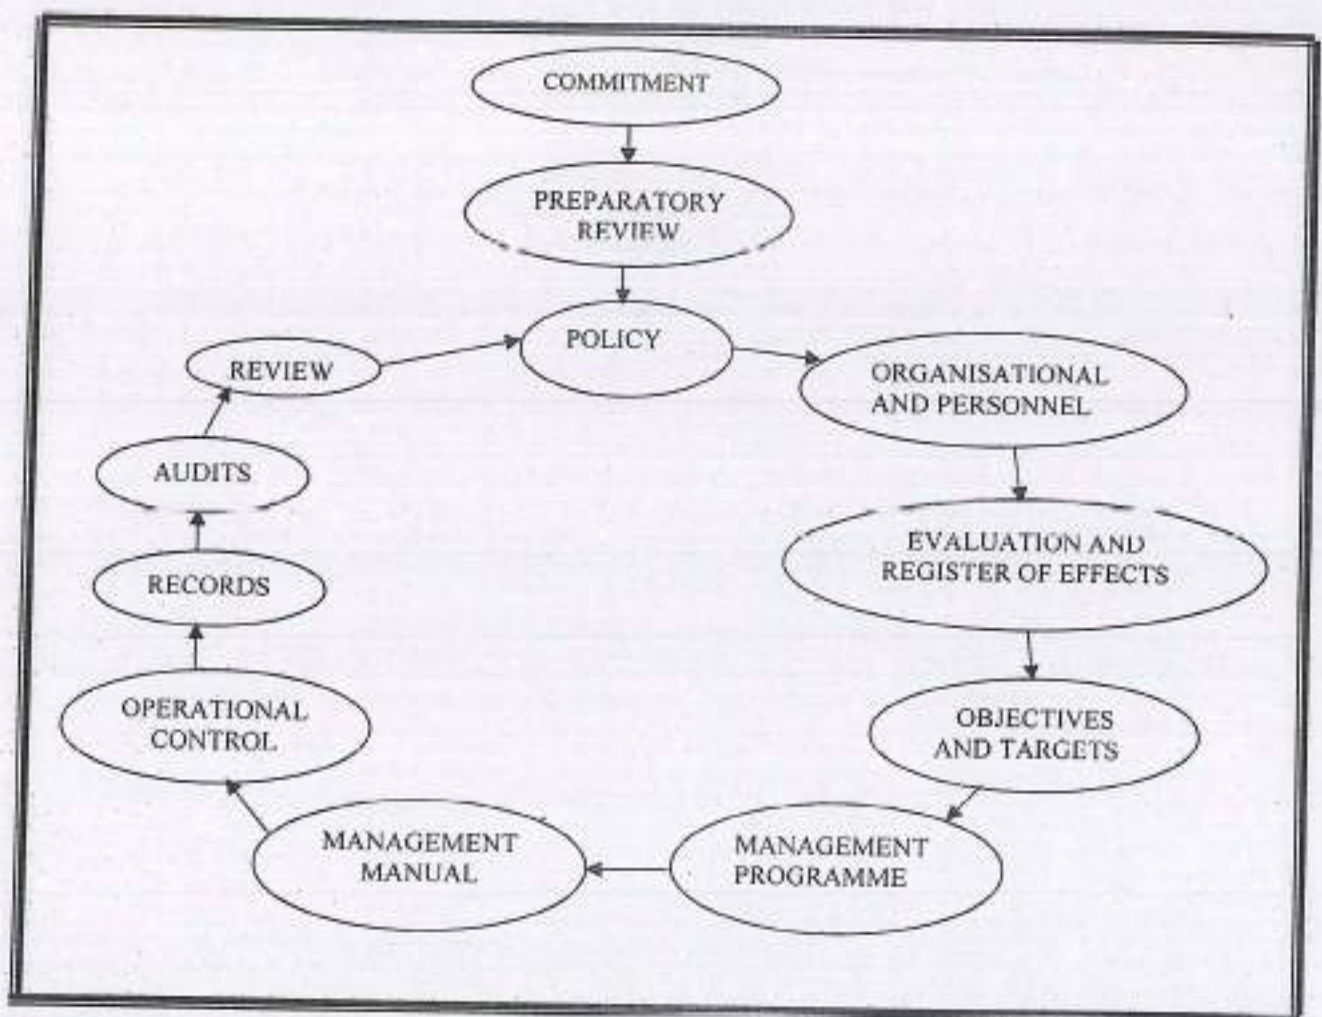 COMMITMENT
PREPARATORY
REVIEW
POLICY
ORGANISATIONAL
AND PERSONNEL
EVALUATION AND
REGISTER OF EFFECTS
OBJECTIVES
AND TARGETS
MANAGEMENT
PROGRAMME
MANAGEMENT
MANUAL
OPERATIONAL
CONTROL
RECORDS
AUDITS
REVIEW